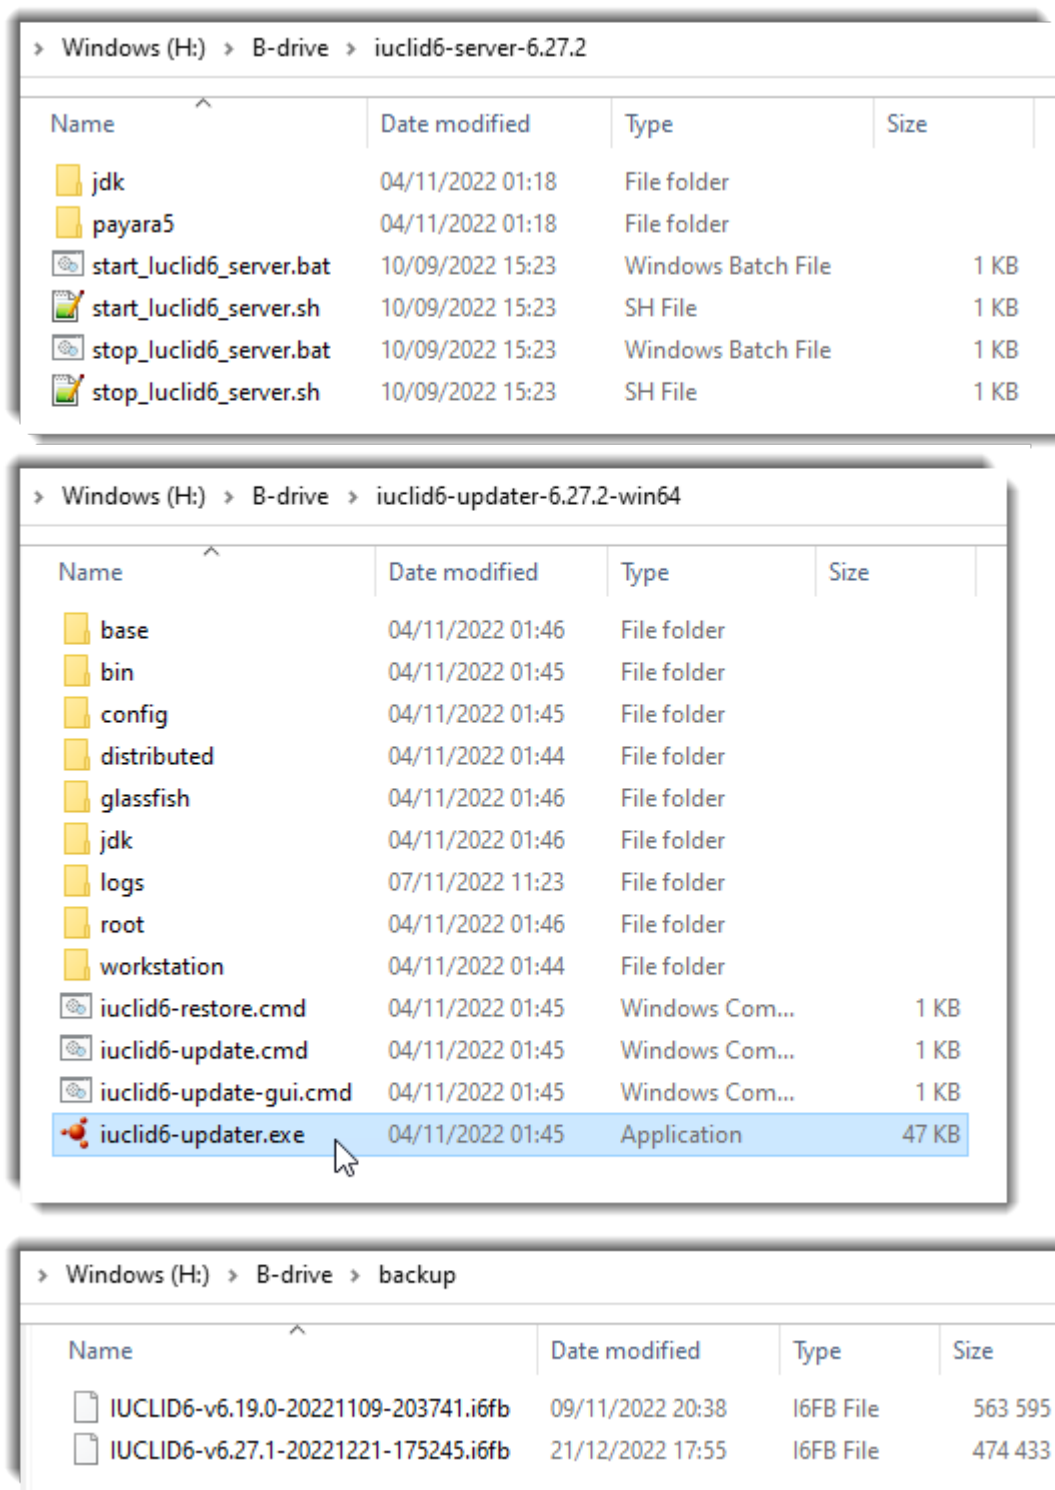 > Windows (H:) > B-drive > iuclid6-server-6.27.2
Name Date modified Type Size
jdk 04/11/2022 01:18 File folder
payara5 04/11/2022 01:18 File folder
start_luclid6_server.bat 10/09/2022 15:23 Windows Batch File 1 KB
start_luclid6_server.sh 10/09/2022 15:23 SH File 1 KB
stop_luclid6_server.bat 10/09/2022 15:23 Windows Batch File 1 KB
stop_luclid6_server.sh 10/09/2022 15:23 SH File 1 KB
> Windows (H:) > B-drive > iuclid6-updater-6.27.2-win64
Name Date modified Type Size
base 04/11/2022 01:46 File folder
bin 04/11/2022 01:45 File folder
config 04/11/2022 01:45 File folder
distributed 04/11/2022 01:44 File folder
glassfish 04/11/2022 01:46 File folder
jdk 04/11/2022 01:46 File folder
logs 07/11/2022 11:23 File folder
root 04/11/2022 01:46 File folder
workstation 04/11/2022 01:44 File folder
iuclid6-restore.cmd 04/11/2022 01:45 Windows Com... 1 KB
iuclid6-update.cmd 04/11/2022 01:45 Windows Com... 1 KB
iuclid6-update-gui.cmd 04/11/2022 01:45 Windows Com... 1 KB
iuclid6-updater.exe 04/11/2022 01:45 Application 47 KB
> Windows (H:) > B-drive > backup
Name Date modified Type Size
IUCLID6-v6.19.0-20221109-203741.i6fb 09/11/2022 20:38 I6FB File 563 595
IUCLID6-v6.27.1-20221221-175245.i6fb 21/12/2022 17:55 I6FB File 474 433